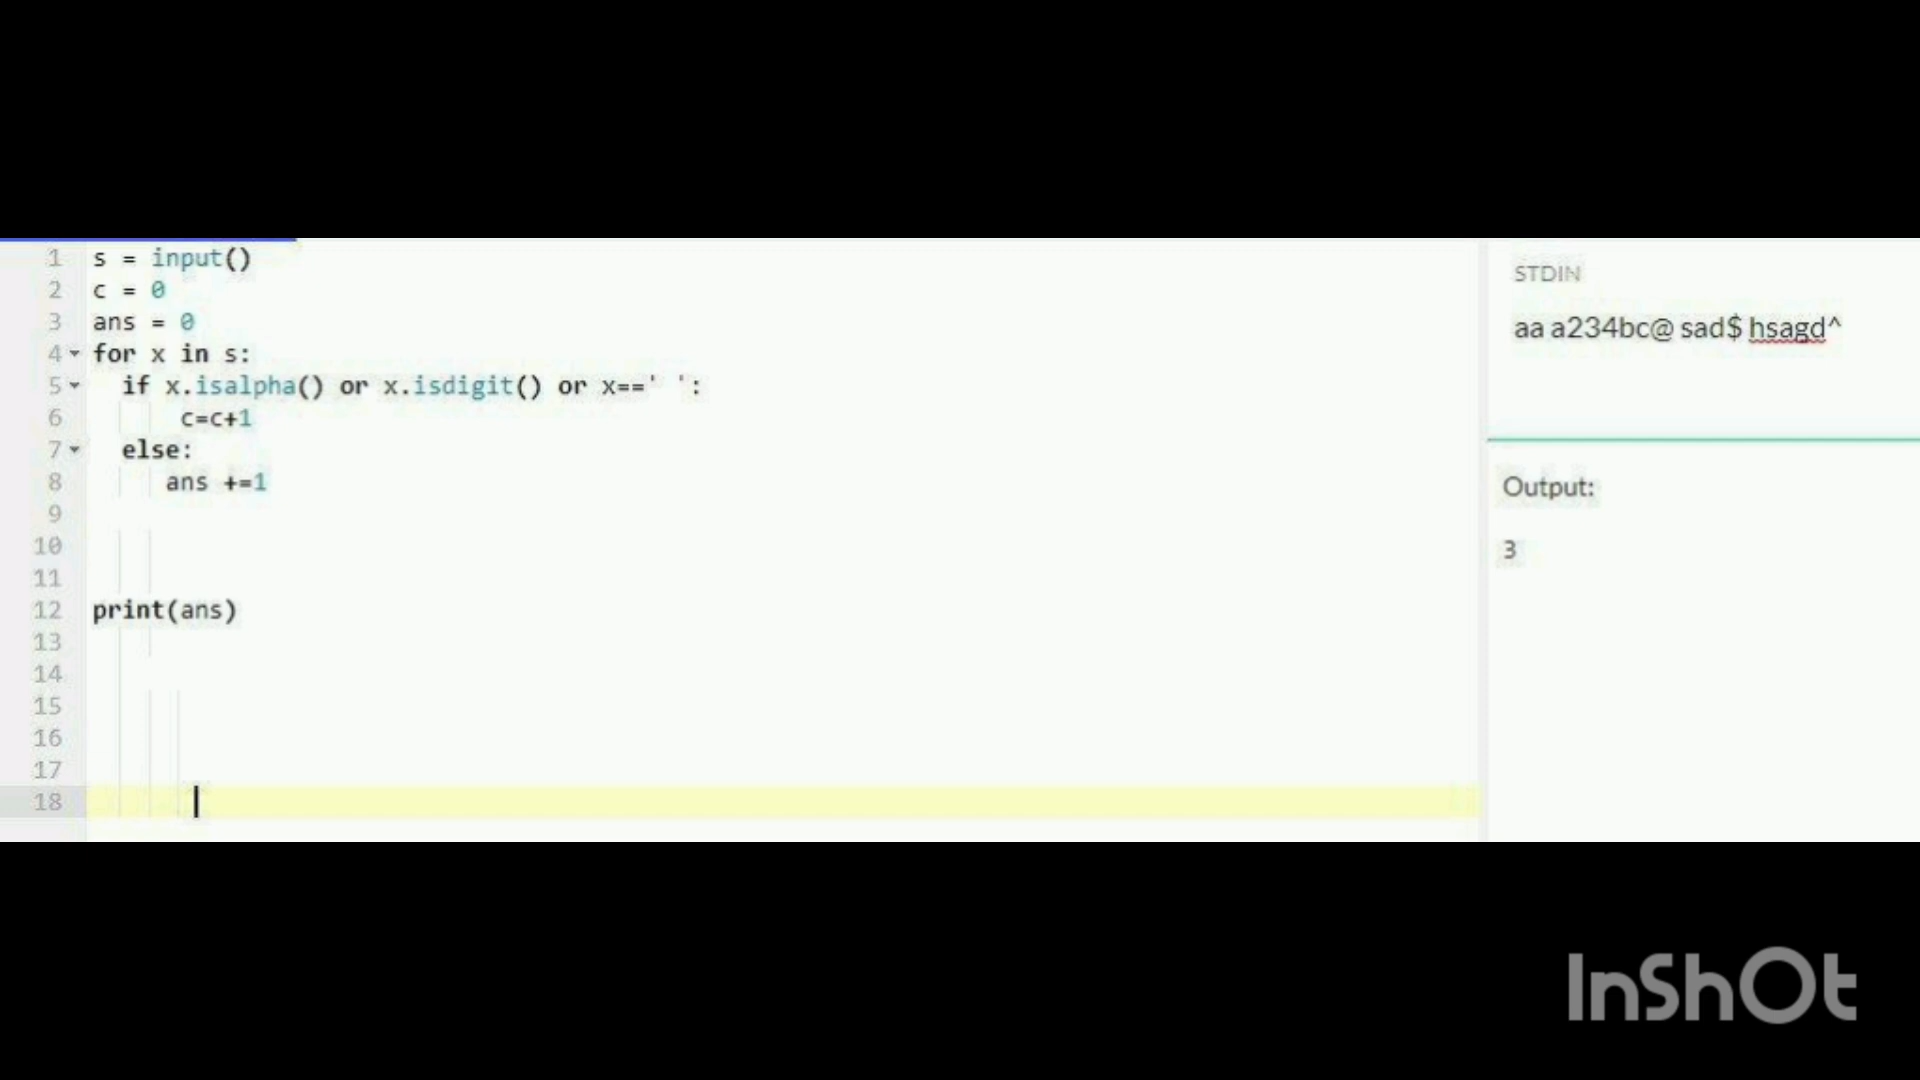 1 s = input()
2 c = 0
3 ans = 0
4 for x in s:
5   if x.isalpha() or x.isdigit() or x==' ':
6       c=c+1
7   else:
8      ans +=1
9
10
11
12 print(ans)
13
14
15
16
17
18
STDIN
aa a234bc@ sad$ hsagd^
Output:
3
InShOt